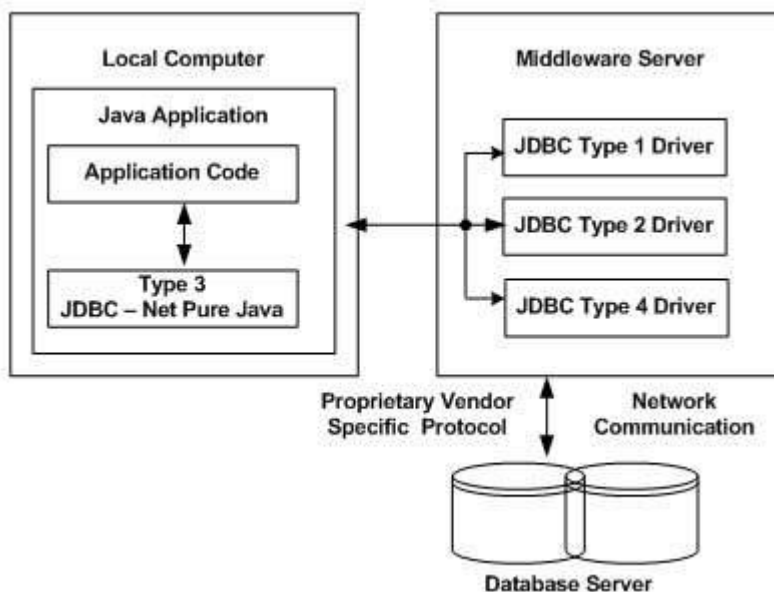 Local Computer
Java Application
Application Code
Type 3
JDBC – Net Pure Java
Middleware Server
JDBC Type 1 Driver
JDBC Type 2 Driver
JDBC Type 4 Driver
Proprietary Vendor
Specific Protocol
Network
Communication
Database Server